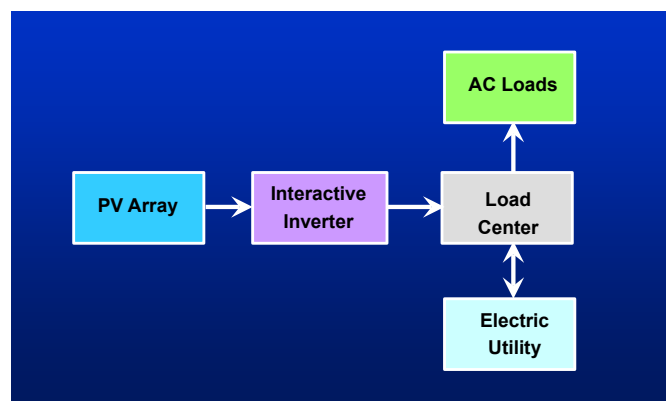 AC Loads
PV Array
Interactive
Inverter
Load
Center
Electric
Utility